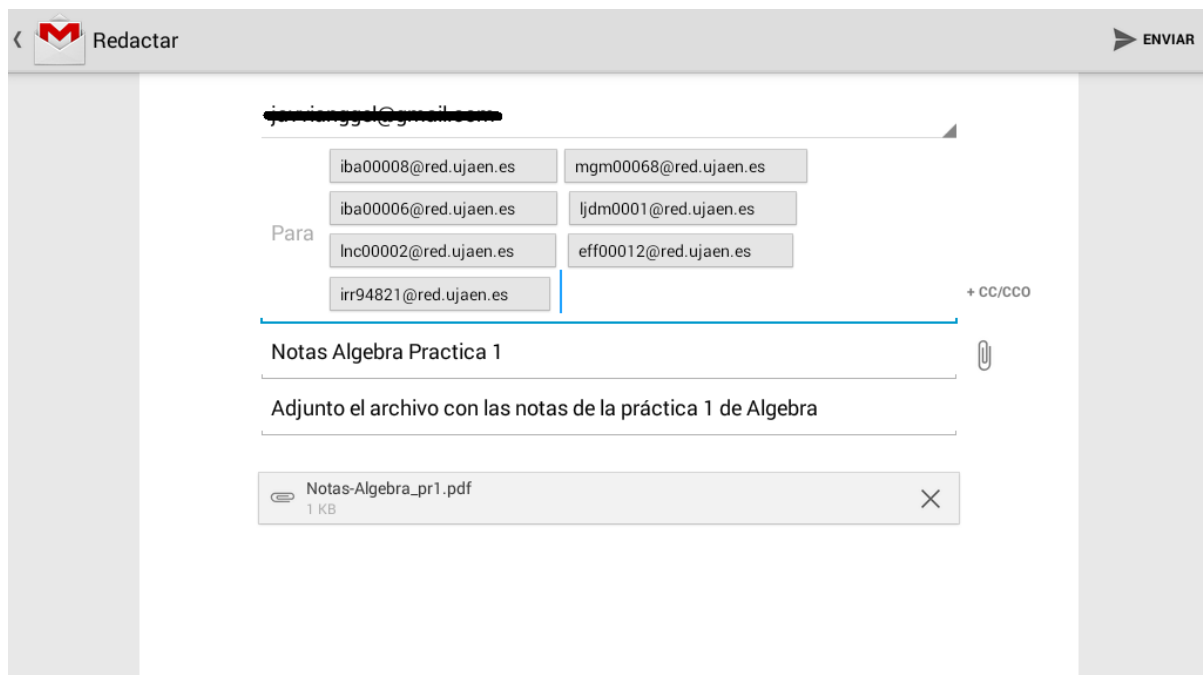 Redactar
ENVIAR
Para
iba00008@red.ujaen.es mgm00068@red.ujaen.es
iba00006@red.ujaen.es ljdm0001@red.ujaen.es
lnc00002@red.ujaen.es eff00012@red.ujaen.es
irr94821@red.ujaen.es
+ CC/CCO
Notas Algebra Practica 1
Adjunto el archivo con las notas de la práctica 1 de Algebra
Notas-Algebra_pr1.pdf
1 KB